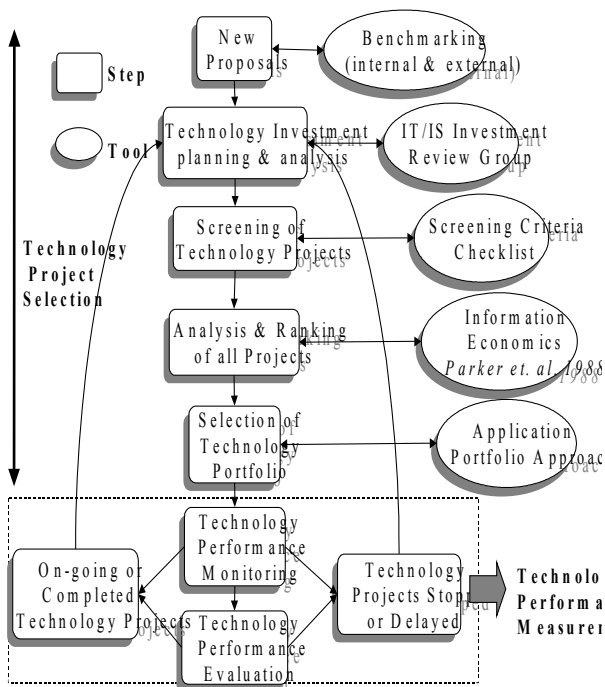 New
Proposals
Benchmarking
(internal & external)
Step
Tool
Technology Investment
planning & analysis
IT/IS Investment
Review Group
Screening of
Technology Projects
Screening Criteria
Checklist
Technology
Project
Selection
Analysis & Ranking
of all Projects
Information
Economics
Parker et. al. 1988
Selection of
Technology
Portfolio
Application
Portfolio Approac
Technology
Performance
Monitoring
On-going or
Completed
Technology Projects
Technology
Projects Stopped
or Delayed
Technology
Performance
Evaluation
Technolo
Performa
Measurem